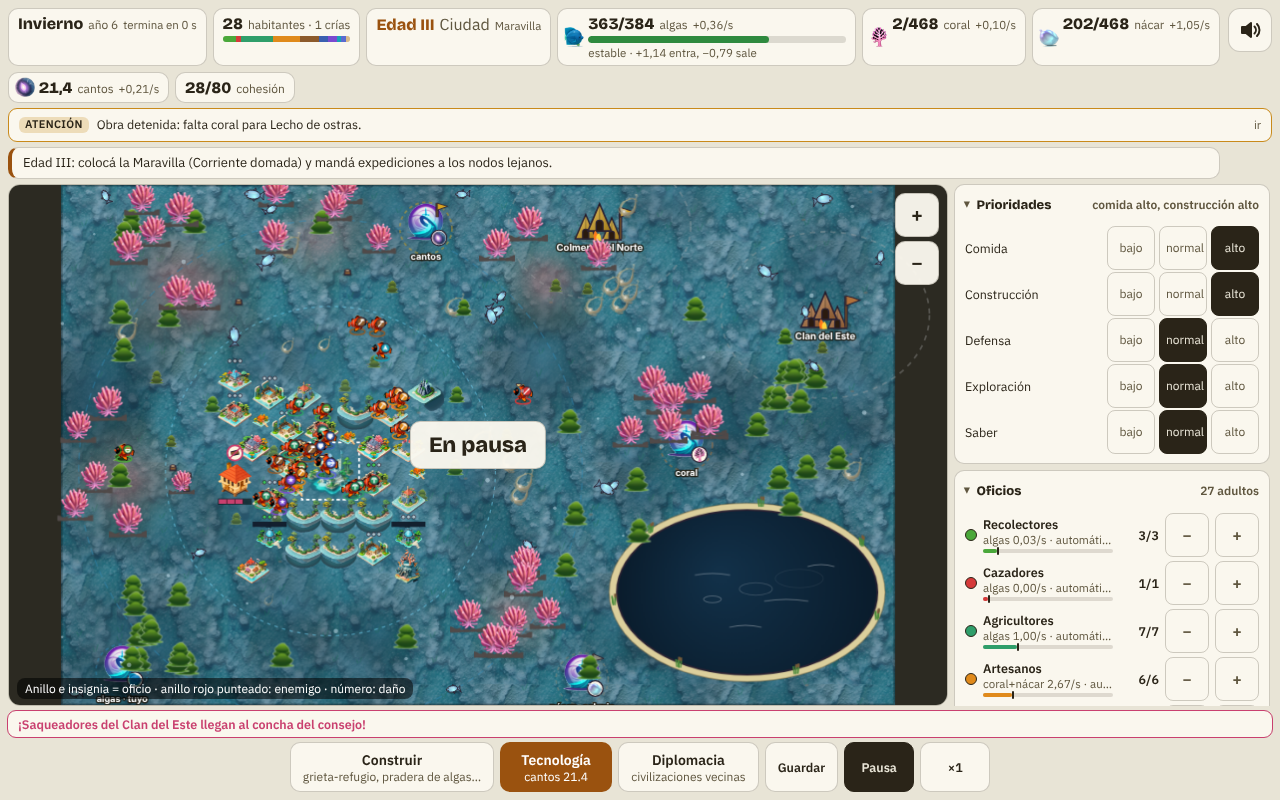 Invierno año 6 termina en 0 s
28 habitantes · 1 crías
Edad III Ciudad Maravilla
363/384 algas +0,36/s
estable · +1,14 entra, −0,79 sale
2/468 coral +0,10/s
202/468 nácar +1,05/s
21,4 cantos +0,21/s
28/80 cohesión
ATENCIÓN Obra detenida: falta coral para Lecho de ostras. ir
Edad III: colocá la Maravilla (Corriente domada) y mandá expediciones a los nodos lejanos.
cantos
Norte
Clan del Este
coral
En pausa
+
−
Anillo e insignia = oficio · anillo rojo punteado: enemigo · número: daño
▼ Prioridades comida alto, construcción alto
Comida bajo normal alto
Construcción bajo normal alto
Defensa bajo normal alto
Exploración bajo normal alto
Saber bajo normal alto
▼ Oficios 27 adultos
Recolectores
algas 0,03/s · automáti...
3/3 − +
Cazadores
algas 0,00/s · automáti...
1/1 − +
Agricultores
algas 1,00/s · automáti...
7/7 − +
Artesanos
coral+nácar 2,67/s · au...
6/6 − +
¡Saqueadores del Clan del Este llegan al concha del consejo!
Construir
grieta-refugio, pradera de algas...
Tecnología
cantos 21.4
Diplomacia
civilizaciones vecinas
Guardar
Pausa
×1